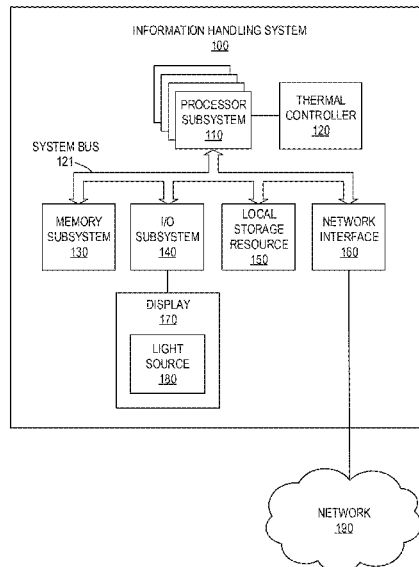 INFORMATION HANDLING SYSTEM
100
PROCESSOR
SUBSYSTEM
110
THERMAL
CONTROLLER
120
SYSTEM BUS
121
MEMORY
SUBSYSTEM
130
I/O
SUBSYSTEM
140
LOCAL
STORAGE
RESOURCE
150
NETWORK
INTERFACE
160
DISPLAY
170
LIGHT
SOURCE
180
NETWORK
190